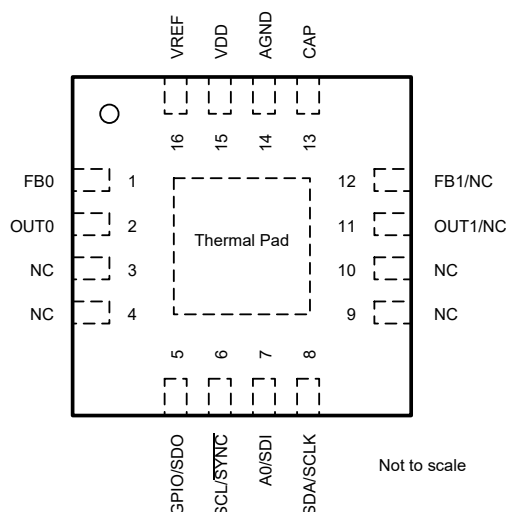 VREF
VDD
AGND
CAP
16
15
14
13
FB0
1
12
FB1/NC
OUT0
2
Thermal Pad
11
OUT1/NC
NC
3
10
NC
NC
4
9
NC
5
6
7
8
GPIO/SDO
SCL/SYNC
A0/SDI
SDA/SCLK
Not to scale